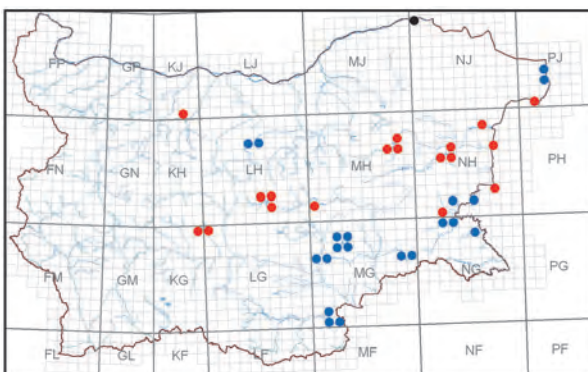 FP GP KJ LJ MJ NJ PJ
FN GN KH LH MH NH PH
FM GM KG LG MG NG PG
FL GL KF LF MF NF PF